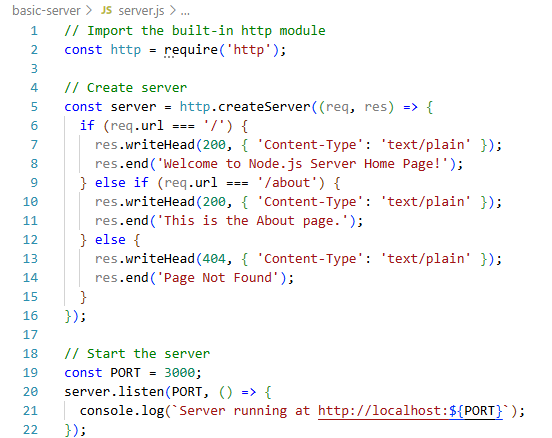 basic-server > JS server.js > ...
1 // Import the built-in http module
2 const http = require('http');
3
4 // Create server
5 const server = http.createServer((req, res) => {
6   if (req.url === '/') {
7     res.writeHead(200, { 'Content-Type': 'text/plain' });
8     res.end('Welcome to Node.js Server Home Page!');
9   } else if (req.url === '/about') {
10     res.writeHead(200, { 'Content-Type': 'text/plain' });
11     res.end('This is the About page.');
12   } else {
13     res.writeHead(404, { 'Content-Type': 'text/plain' });
14     res.end('Page Not Found');
15   }
16 });
17
18 // Start the server
19 const PORT = 3000;
20 server.listen(PORT, () => {
21   console.log(`Server running at http://localhost:${PORT}`);
22 });